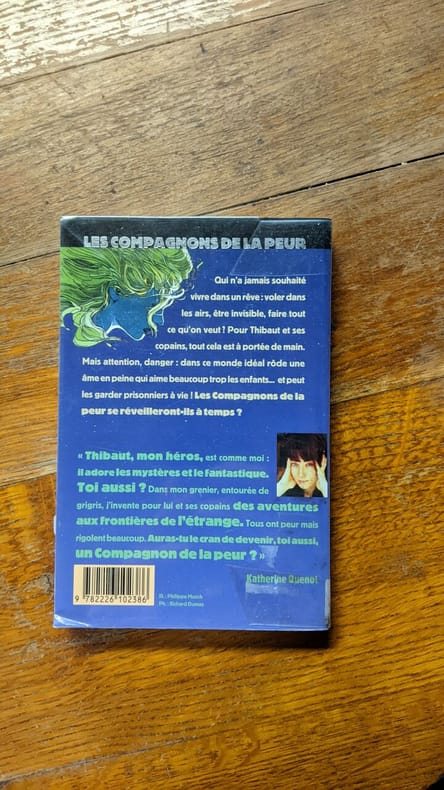 LES COMPAGNONS DE LA PEUR
Qui n'a jamais souhaité
vivre dans un rêve : voler dans
les airs, être invisible, faire tout
ce qu'on veut ? Pour Thibaut et ses
copains, tout cela est à portée de main.
Mais attention, danger : dans ce monde idéal rôde une
âme en peine qui aime beaucoup trop les enfants... et peut
les garder prisonniers à vie ! Les Compagnons de la
peur se réveilleront-ils à temps ?
« Thibaut, mon héros, est comme moi :
il adore les mystères et le fantastique.
Toi aussi ? Dans mon grenier, entourée de
grigris, j'invente pour lui et ses copains des aventures
aux frontières de l'étrange. Tous ont peur mais
rigolent beaucoup. Auras-tu le cran de devenir, toi aussi,
un Compagnon de la peur ? »
Katherine Quenot
9 782226 102386
Ill. : Philippe Munch
Ph. : Richard Dumas